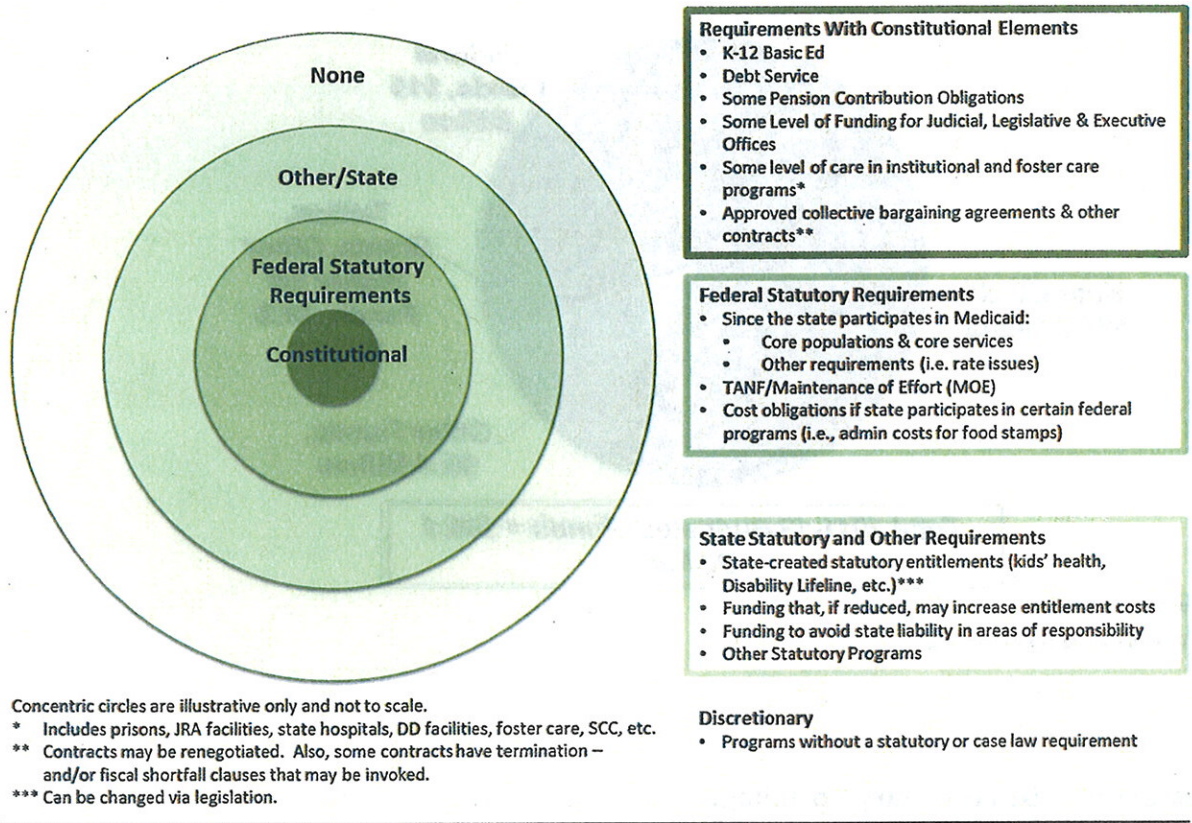 None
Other/State
Federal Statutory
Requirements
Constitutional
Requirements With Constitutional Elements
• K-12 Basic Ed
• Debt Service
• Some Pension Contribution Obligations
• Some Level of Funding for Judicial, Legislative & Executive
Offices
• Some level of care in institutional and foster care
programs*
• Approved collective bargaining agreements & other
contracts**
Federal Statutory Requirements
• Since the state participates in Medicaid:
• Core populations & core services
• Other requirements (i.e. rate issues)
• TANF/Maintenance of Effort (MOE)
• Cost obligations if state participates in certain federal
programs (i.e., admin costs for food stamps)
State Statutory and Other Requirements
• State-created statutory entitlements (kids' health,
Disability Lifeline, etc.)***
• Funding that, if reduced, may increase entitlement costs
• Funding to avoid state liability in areas of responsibility
• Other Statutory Programs
Discretionary
• Programs without a statutory or case law requirement
Concentric circles are illustrative only and not to scale.
* Includes prisons, JRA facilities, state hospitals, DD facilities, foster care, SCC, etc.
** Contracts may be renegotiated. Also, some contracts have termination –
and/or fiscal shortfall clauses that may be invoked.
*** Can be changed via legislation.